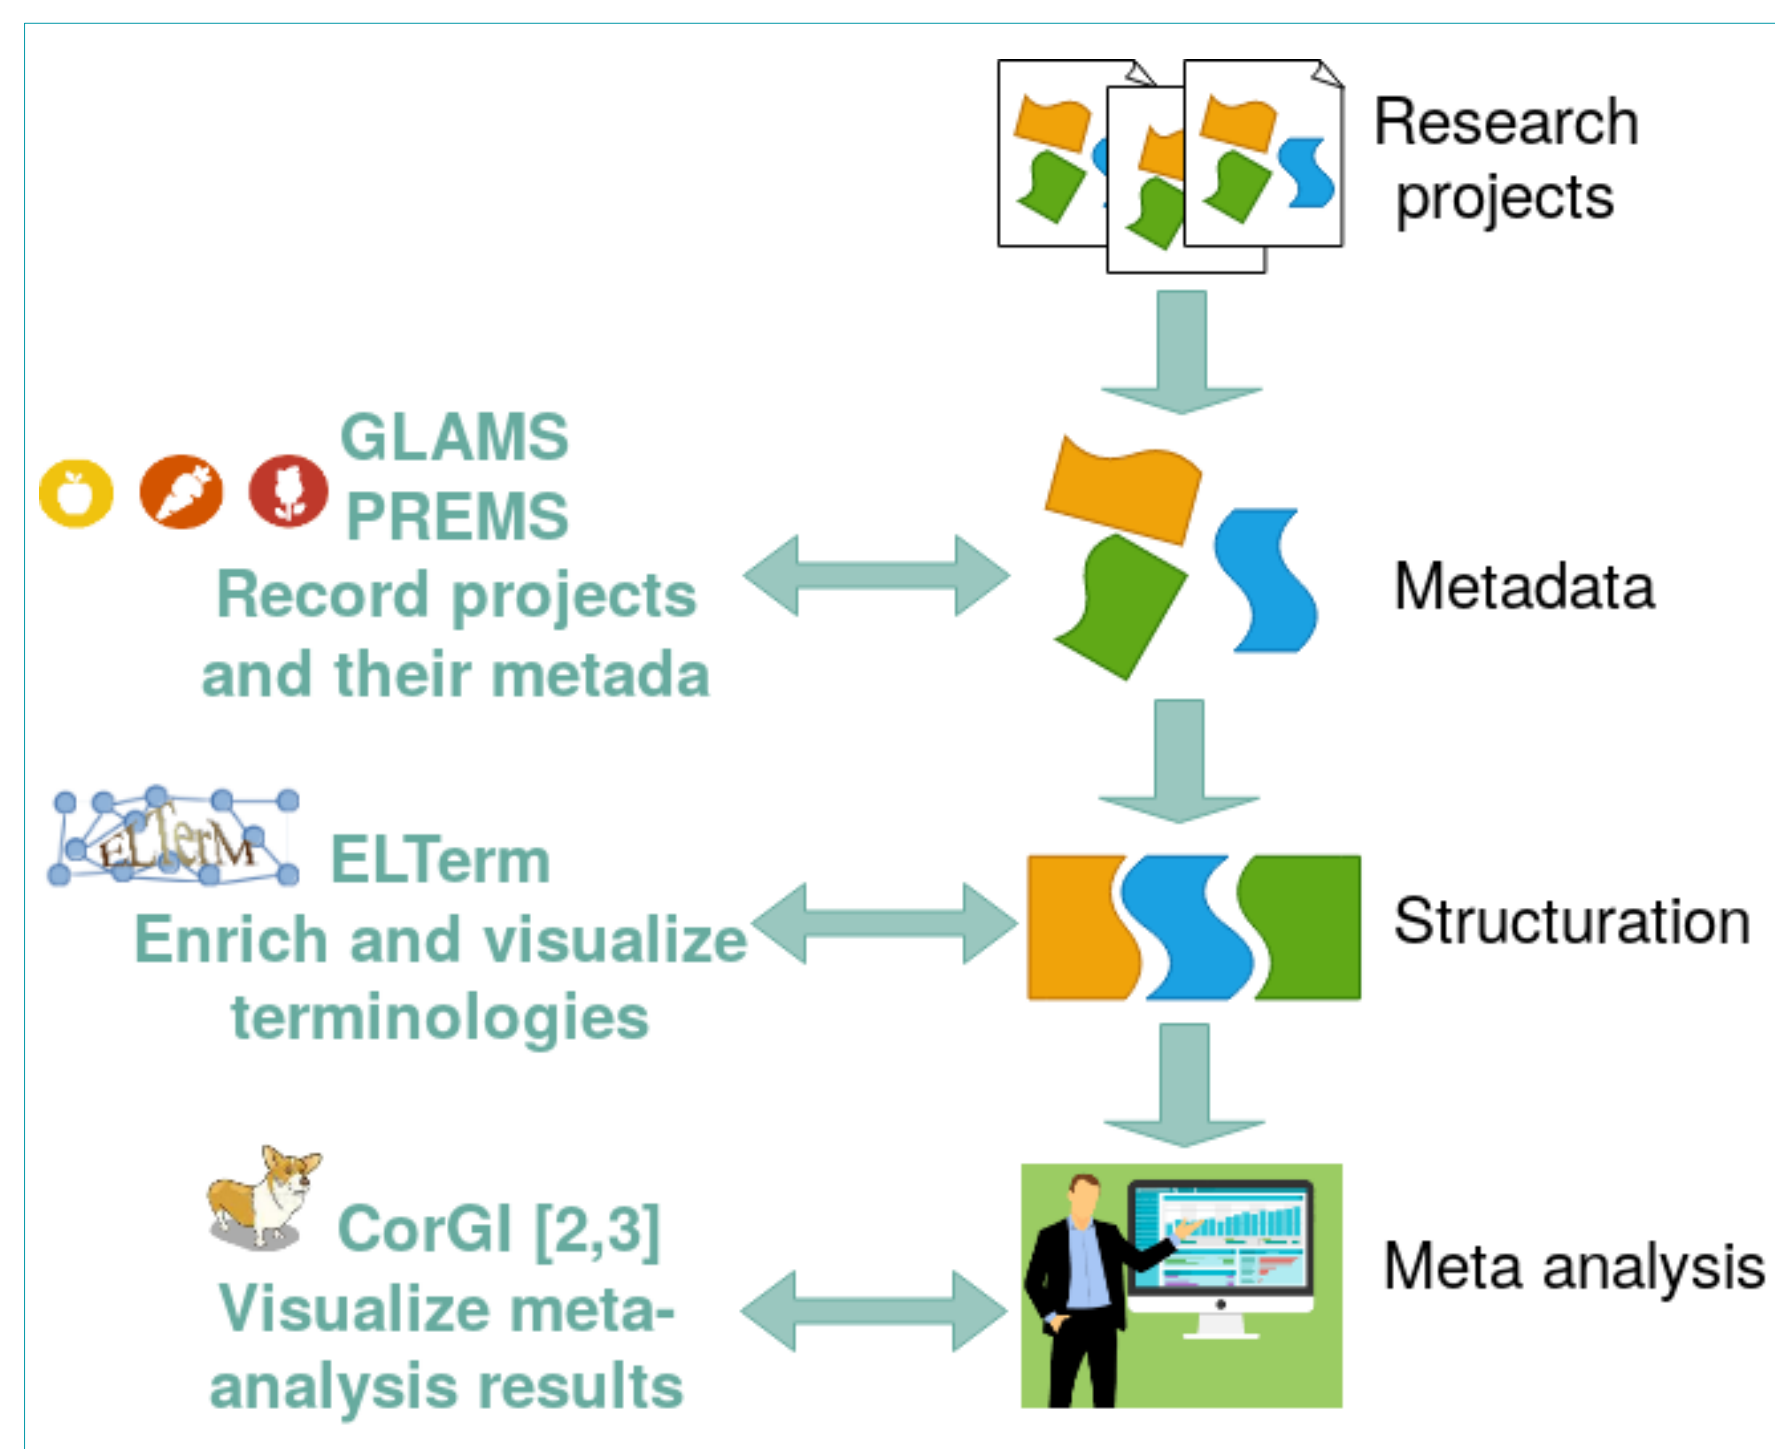 Research
projects
GLAMS
PREMS
Record projects
and their metada
Metadata
ELTerM
ELTerm
Enrich and visualize
terminologies
Structuration
CorGI [2,3]
Visualize meta-
analysis results
Meta analysis